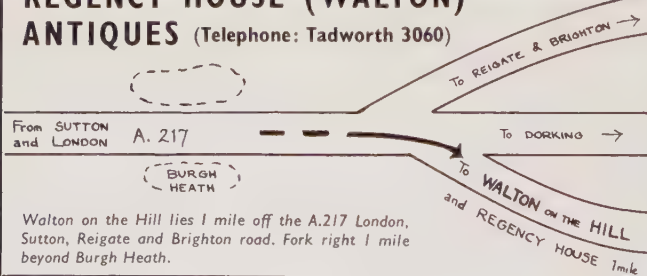 REGENCY HOUSE (WALTON)
ANTIQUES (Telephone: Tadworth 3060)
To REIGATE & BRIGHTON →
From SUTTON
and LONDON
A. 217
To DORKING →
BURGH
HEATH
To WALTON ON THE HILL
and REGENCY HOUSE 1 mile
Walton on the Hill lies 1 mile off the A.217 London,
Sutton, Reigate and Brighton road. Fork right 1 mile
beyond Burgh Heath.